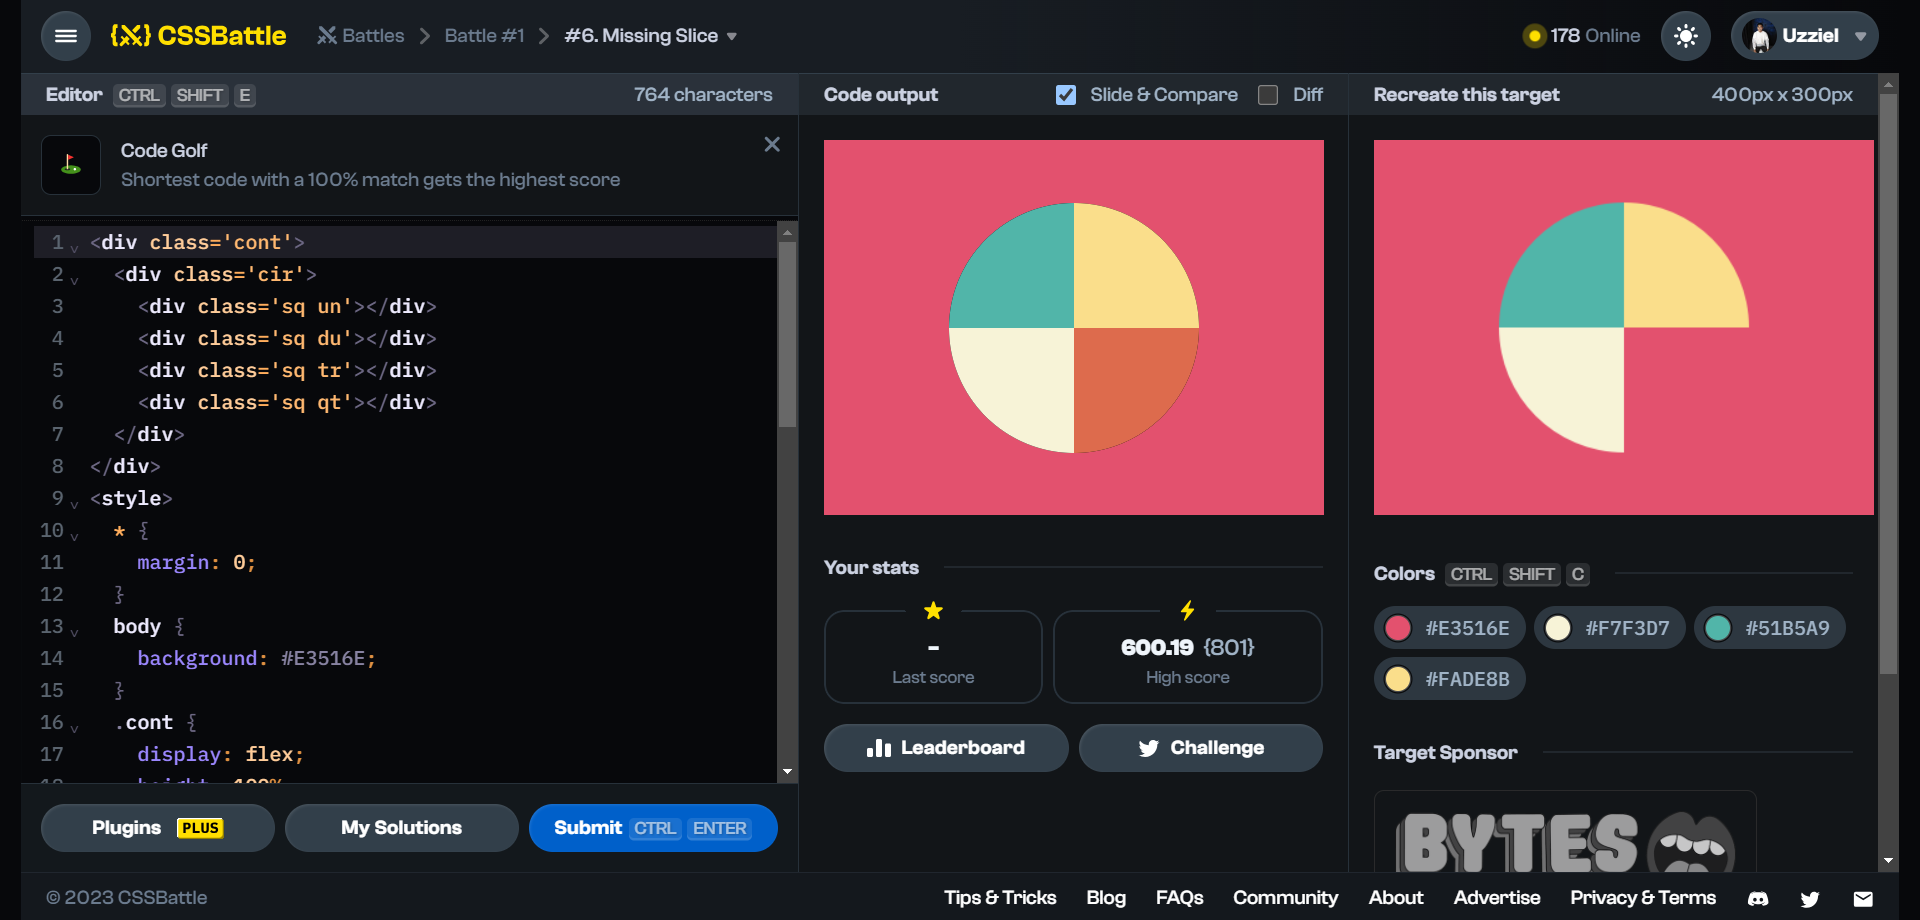 CSSBattle
Battles
Battle #1
#6. Missing Slice
178 Online
Uzziel
Editor CTRL SHIFT E
764 characters
Code output
Slide & Compare
Diff
Recreate this target
400px x 300px
Code Golf
Shortest code with a 100% match gets the highest score
1 <div class='cont'>
2 <div class='cir'>
3 <div class='sq un'></div>
4 <div class='sq du'></div>
5 <div class='sq tr'></div>
6 <div class='sq qt'></div>
7 </div>
8 </div>
9 <style>
10 * {
11 margin: 0;
12 }
13 body {
14 background: #E3516E;
15 }
16 .cont {
17 display: flex;
Plugins PLUS
My Solutions
Submit CTRL ENTER
Your stats
-
Last score
600.19 {801}
High score
Leaderboard
Challenge
Colors CTRL SHIFT C
#E3516E
#F7F3D7
#51B5A9
#FADE8B
Target Sponsor
BYTES
© 2023 CSSBattle
Tips & Tricks
Blog
FAQs
Community
About
Advertise
Privacy & Terms